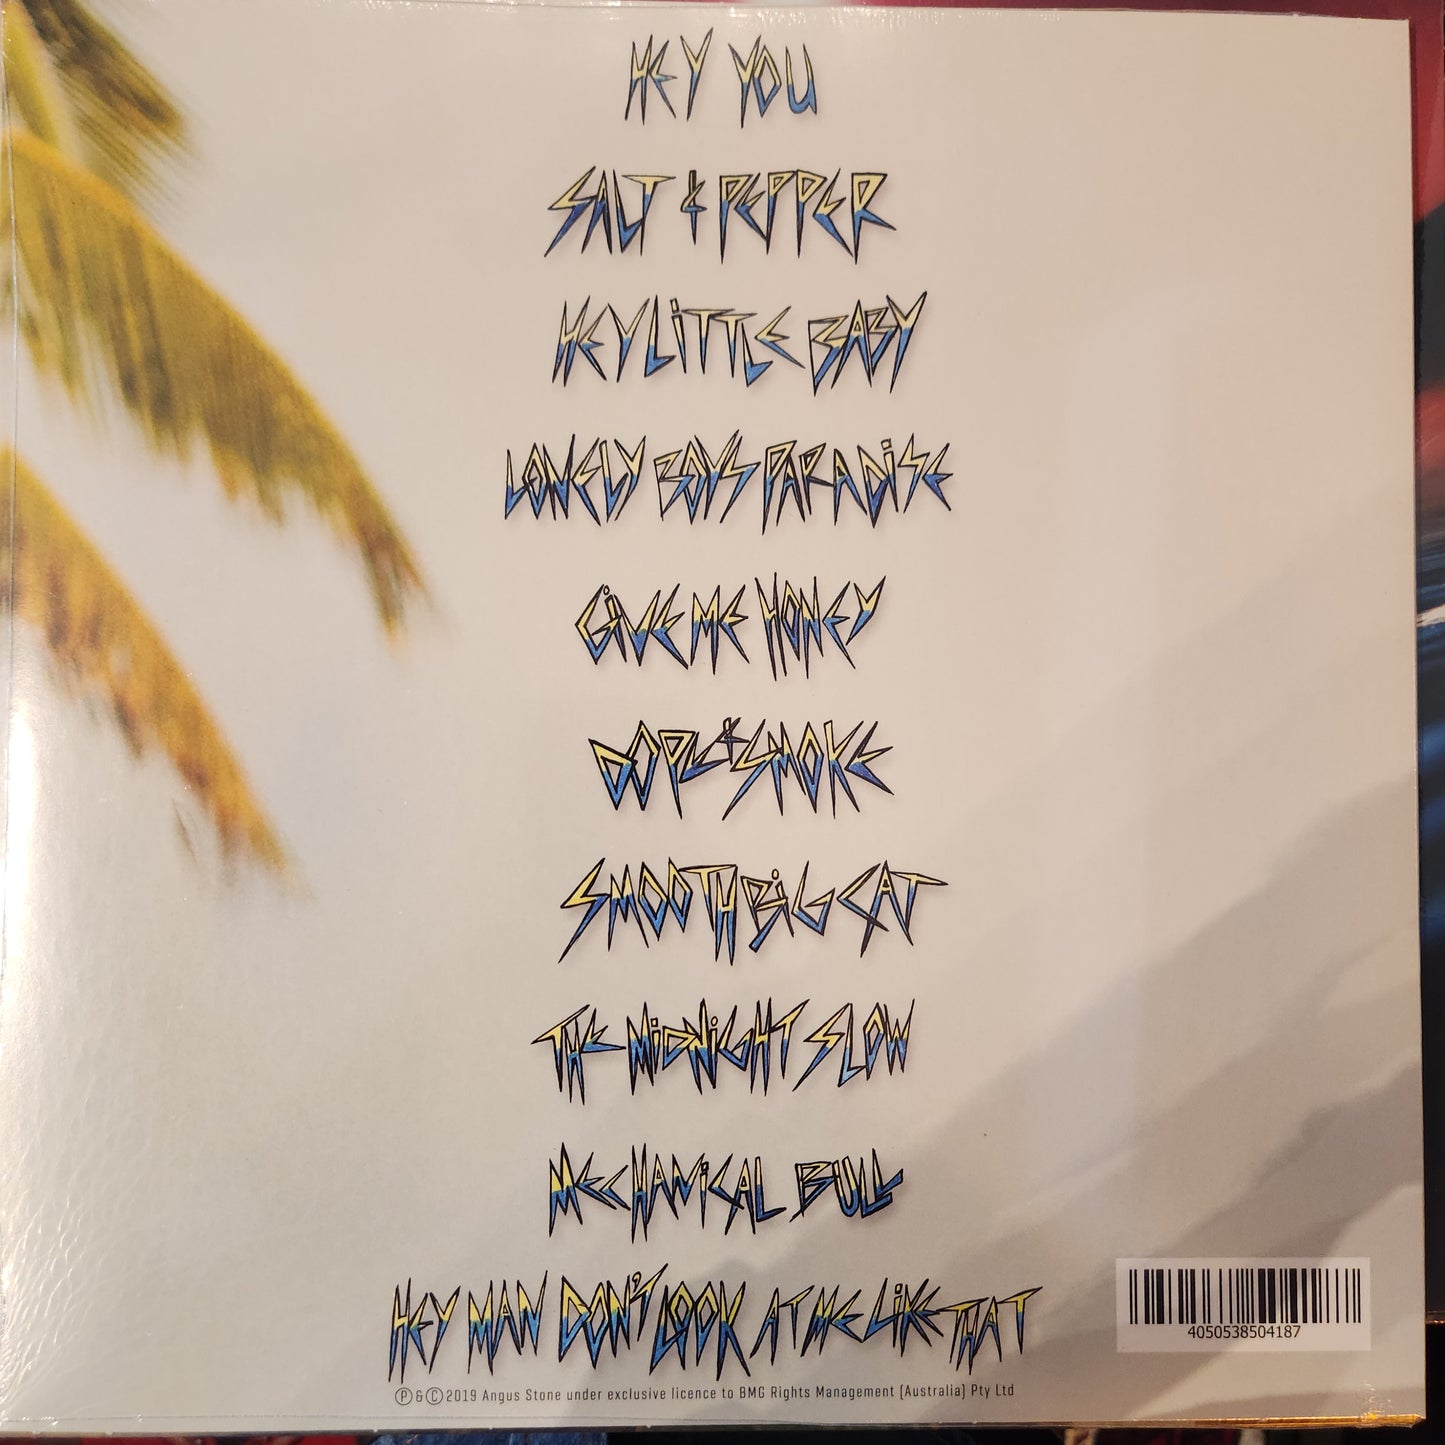 HEY YOU
SALT & PEPPER
HEY LiTTLE BABY
LONELY BOYS PARADiSE
GiVE ME HONEY
DOPE & SMOKE
SMOOTH BiG CAT
THE MiDNiGHT SLOW
MECHANiCAL BULL
HEY MAN DON'T LOOK AT ME LiKE THAT
4050538504187
Ⓟ & Ⓒ 2019 Angus Stone under exclusive licence to BMG Rights Management (Australia) Pty Ltd